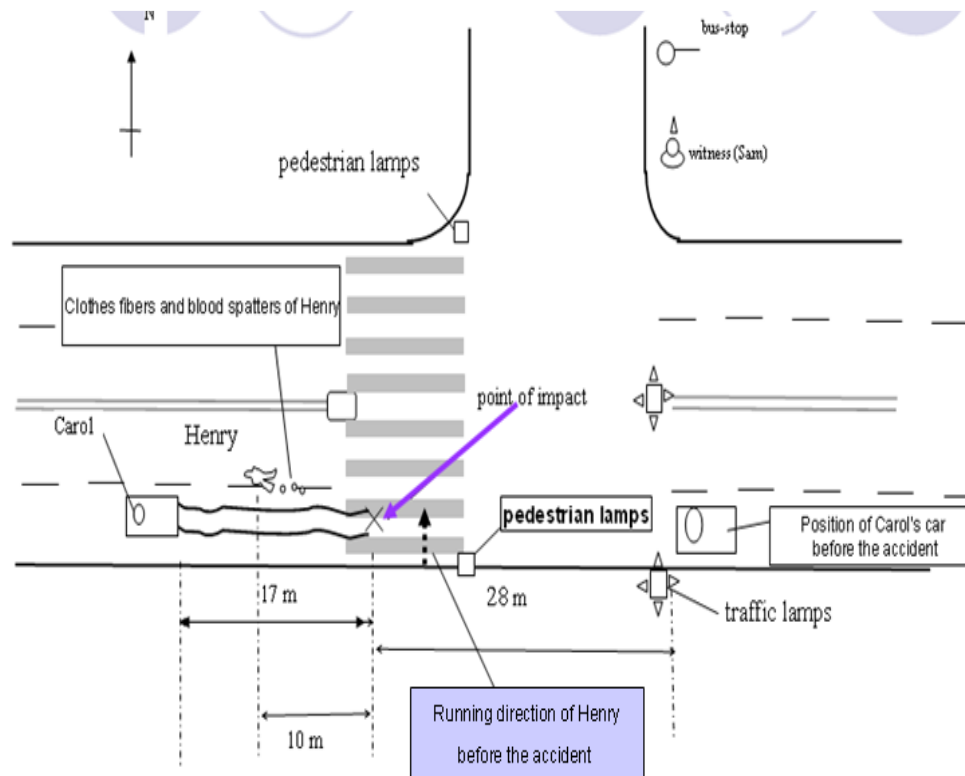 N
bus-stop
witness (Sam)
pedestrian lamps
Clothes fibers and blood spatters of Henry
point of impact
Carol
Henry
pedestrian lamps
Position of Carol's car
before the accident
17 m
28 m
traffic lamps
Running direction of Henry
before the accident
10 m